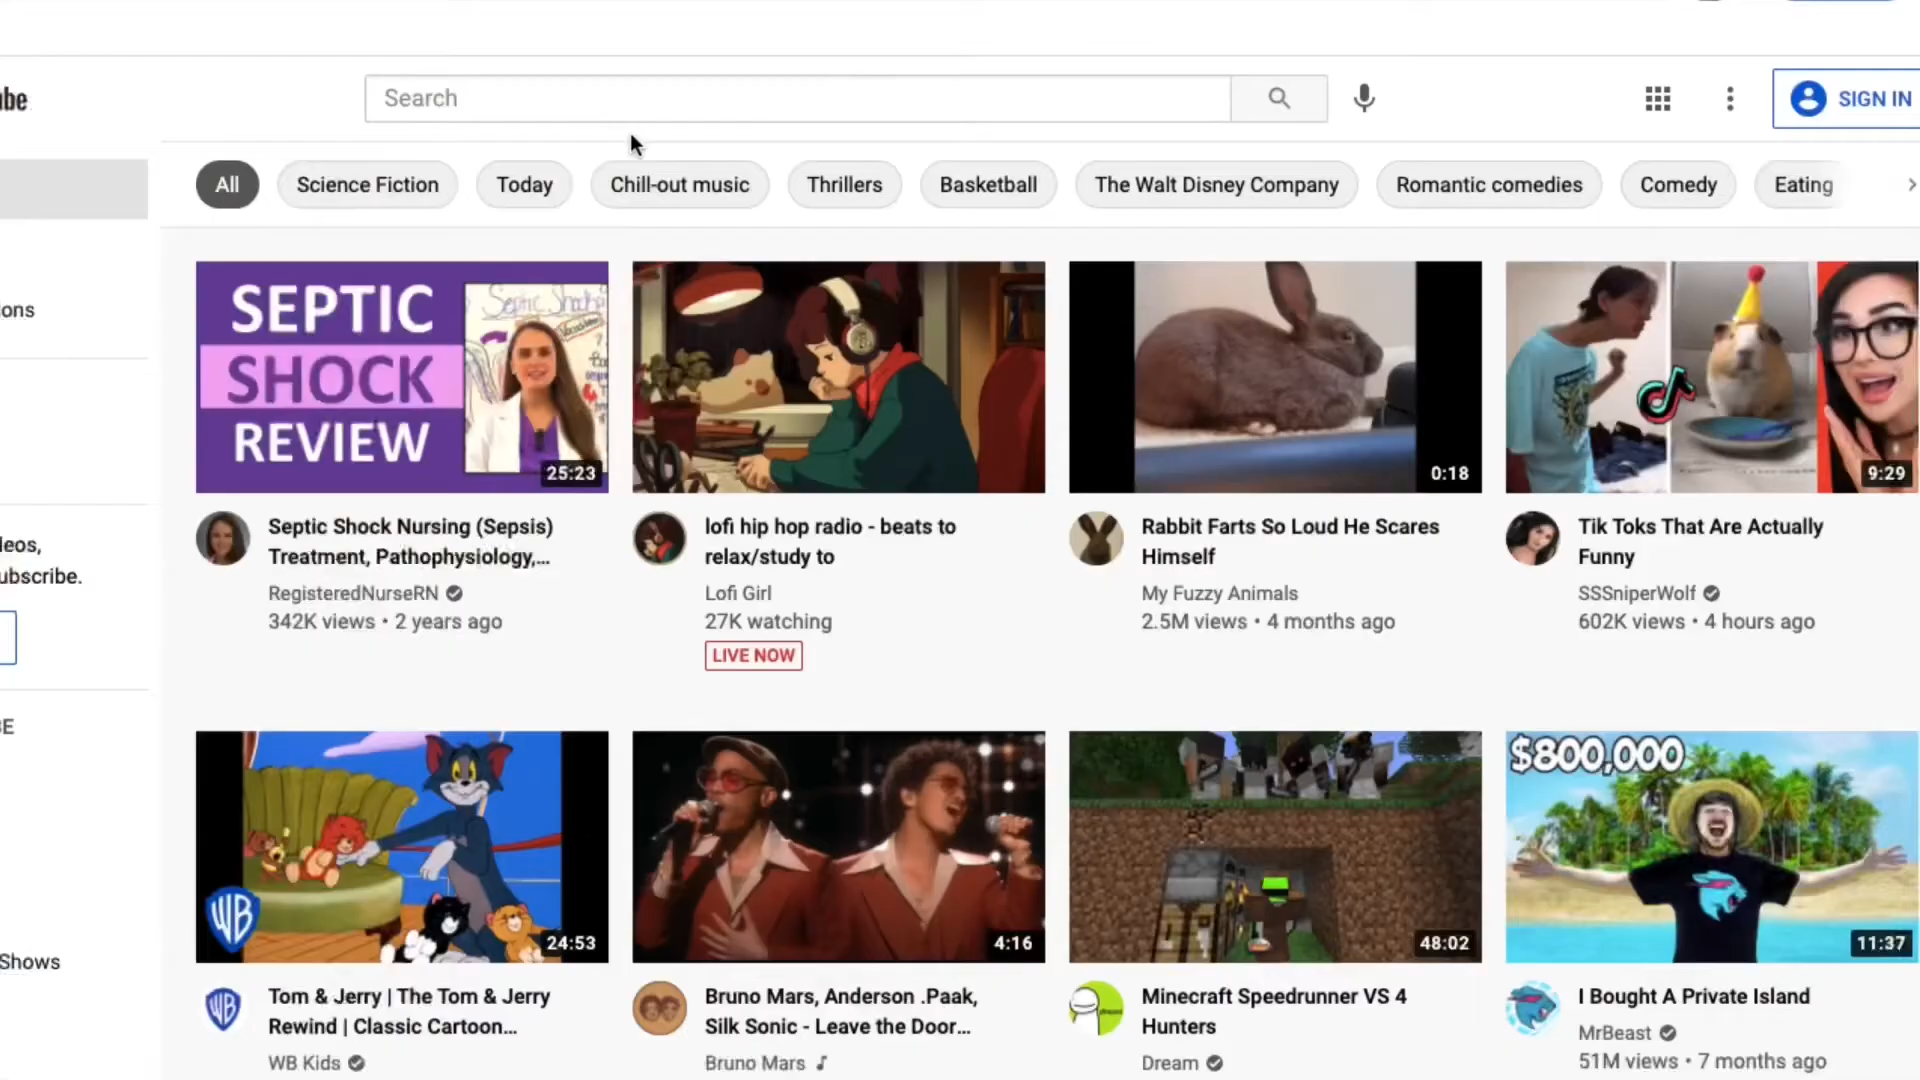 be
Search
SIGN IN
All
Science Fiction
Today
Chill-out music
Thrillers
Basketball
The Walt Disney Company
Romantic comedies
Comedy
Eating
ons
leos,
ubscribe.
E
Shows
SEPTIC
SHOCK
REVIEW
Septic Shock
25:23
0:18
9:29
Septic Shock Nursing (Sepsis)
Treatment, Pathophysiology,...
RegisteredNurseRN
342K views • 2 years ago
lofi hip hop radio - beats to
relax/study to
Lofi Girl
27K watching
LIVE NOW
Rabbit Farts So Loud He Scares
Himself
My Fuzzy Animals
2.5M views • 4 months ago
Tik Toks That Are Actually
Funny
SSSniperWolf
602K views • 4 hours ago
WB
24:53
4:16
48:02
$800,000
11:37
WB
Tom & Jerry | The Tom & Jerry
Rewind | Classic Cartoon...
WB Kids
Bruno Mars, Anderson .Paak,
Silk Sonic - Leave the Door...
Bruno Mars
Minecraft Speedrunner VS 4
Hunters
Dream
I Bought A Private Island
MrBeast
51M views • 7 months ago